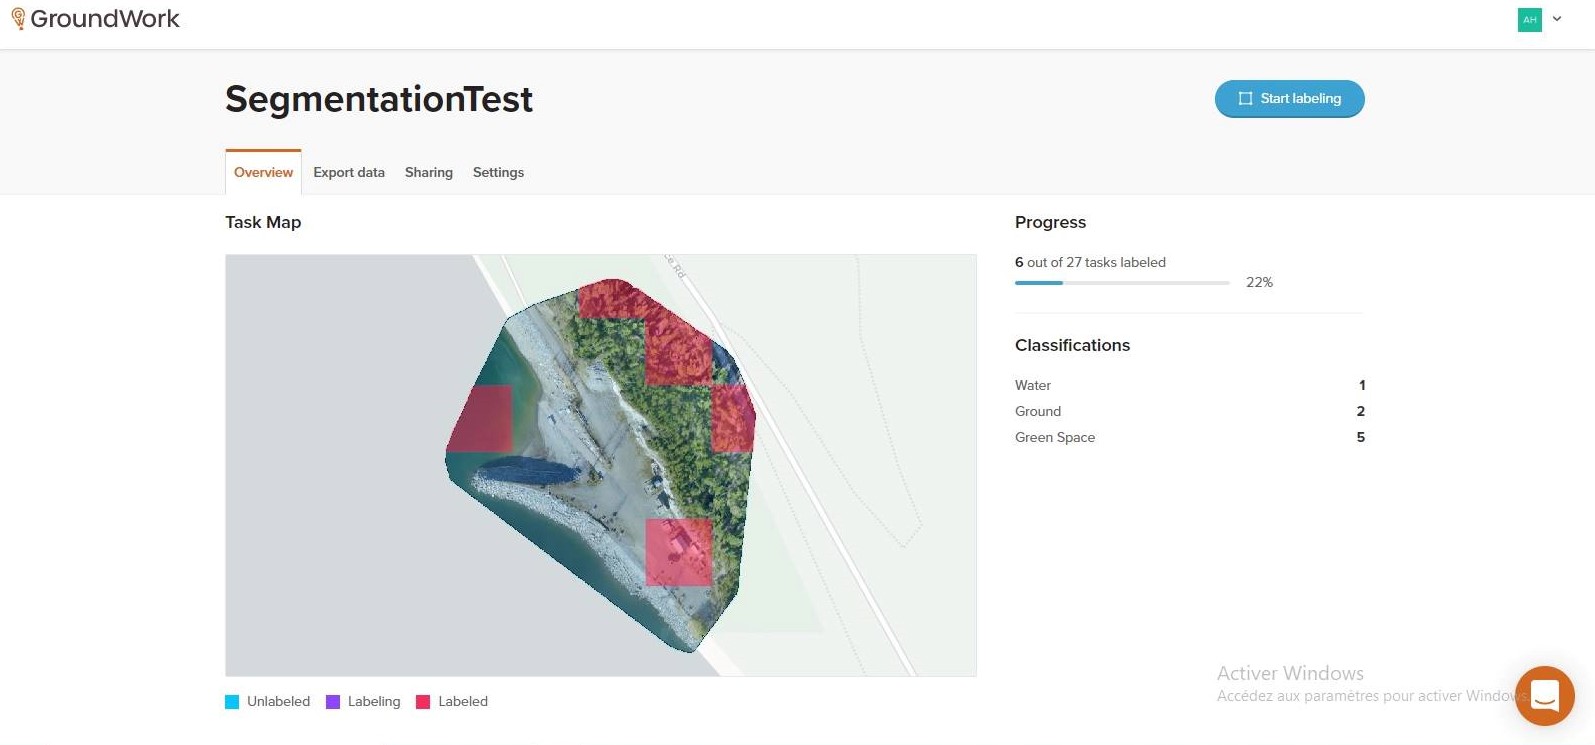 GroundWork
AH
SegmentationTest
Start labeling
Overview Export data Sharing Settings
Task Map
Progress
6 out of 27 tasks labeled
22%
Classifications
Water 1
Ground 2
Green Space 5
Rd
Unlabeled Labeling Labeled
Activer Windows
Accédez aux paramètres pour activer Windows.